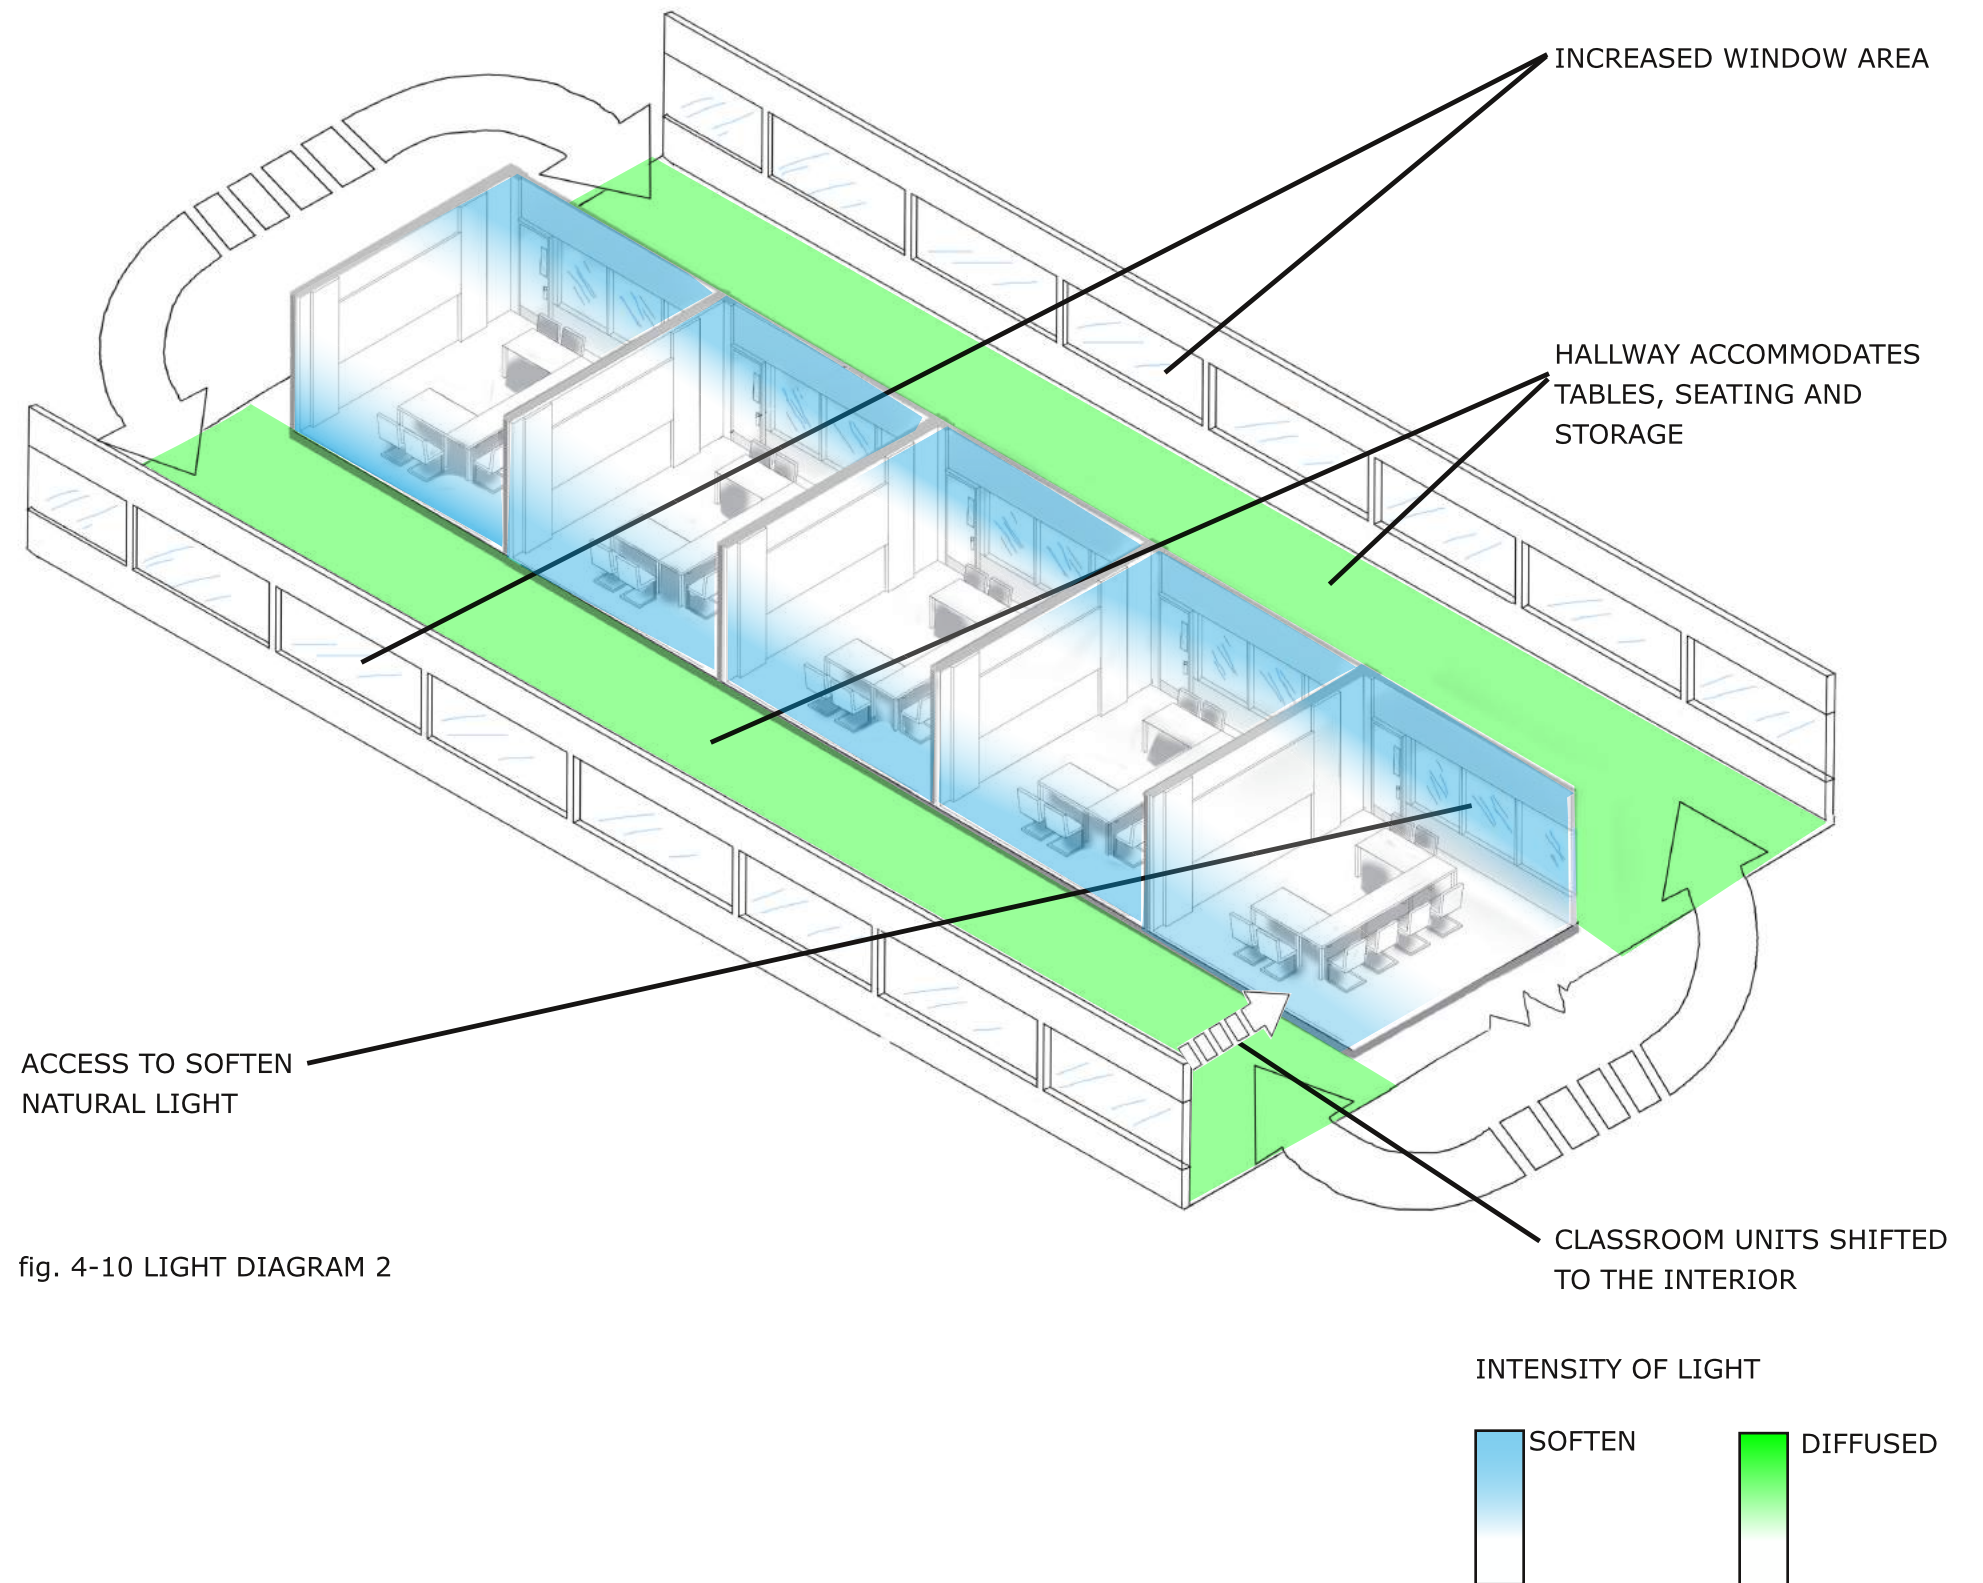 INCREASED WINDOW AREA
HALLWAY ACCOMMODATES
TABLES, SEATING AND
STORAGE
ACCESS TO SOFTEN
NATURAL LIGHT
CLASSROOM UNITS SHIFTED
TO THE INTERIOR
fig. 4-10 LIGHT DIAGRAM 2
INTENSITY OF LIGHT
SOFTEN
DIFFUSED